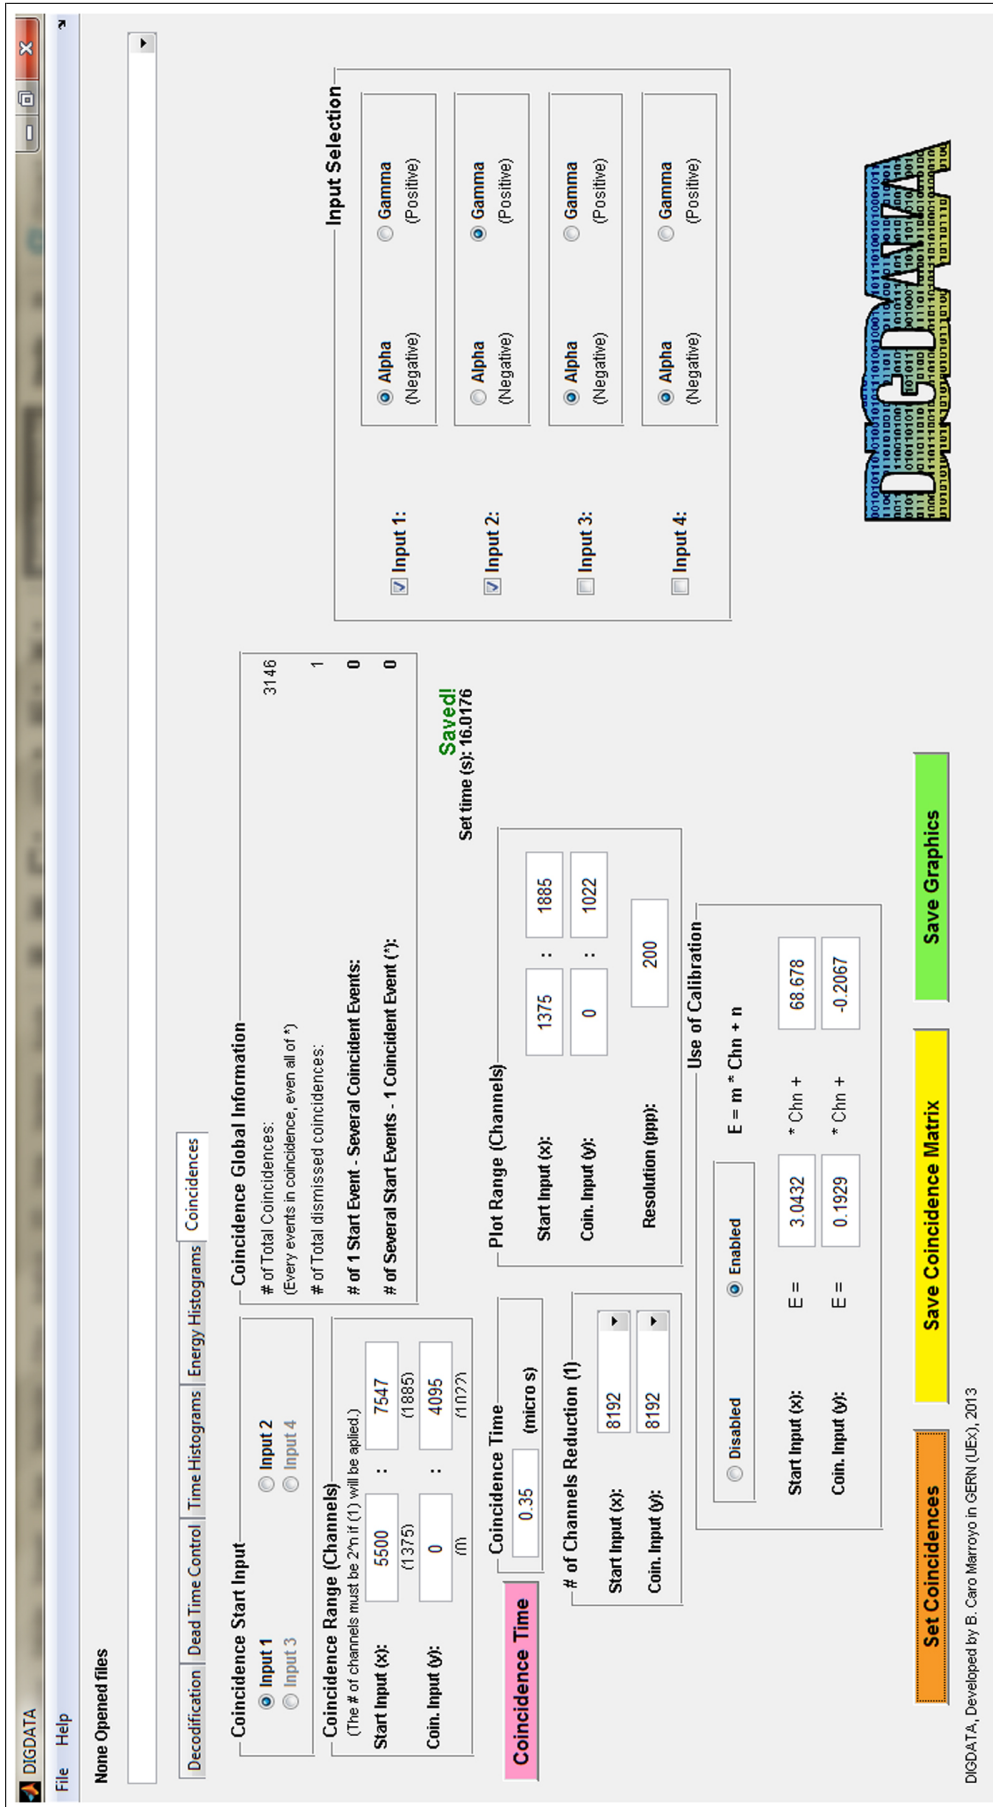 DIGDATA
File Help
None Opened files
Decodification Dead Time Control Time Histograms Energy Histograms Coincidences
Coincidence Start Input
Input 1 Input 2
Input 3 Input 4
Coincidence Range (Channels)
(The # of channels must be 2^n if (1) will be aplied.)
Start Input (x): 5500 : 7547
(1375) (1885)
Coin. Input (y): 0 : 4095
(0) (1022)
Coincidence Global Information
# of Total Coincidences: 3146
(Every events in coincidence, even all of *)
# of Total dismissed coincidences: 1
# of 1 Start Event - Several Coincident Events: 0
# of Several Start Events - 1 Coincident Event (*): 0
Saved!
Set time (s): 16.0176
Coincidence Time
Coincidence Time
0.35 (micro s)
# of Channels Reduction (1)
Start Input (x): 8192
Coin. Input (y): 8192
Plot Range (Channels)
Start Input (x): 1375 : 1885
Coin. Input (y): 0 : 1022
Resolution (ppp): 200
Use of Calibration
Disabled Enabled E = m * Chn + n
Start Input (x): E = 3.0432 * Chn + 68.678
Coin. Input (y): E = 0.1929 * Chn + -0.2067
Set Coincidences Save Coincidence Matrix Save Graphics
Input Selection
Input 1: Alpha Gamma
(Negative) (Positive)
Input 2: Alpha Gamma
(Negative) (Positive)
Input 3: Alpha Gamma
(Negative) (Positive)
Input 4: Alpha Gamma
(Negative) (Positive)
DIGDATA
DIGDATA, Developed by B. Caro Marroyo in GERN (UEx), 2013